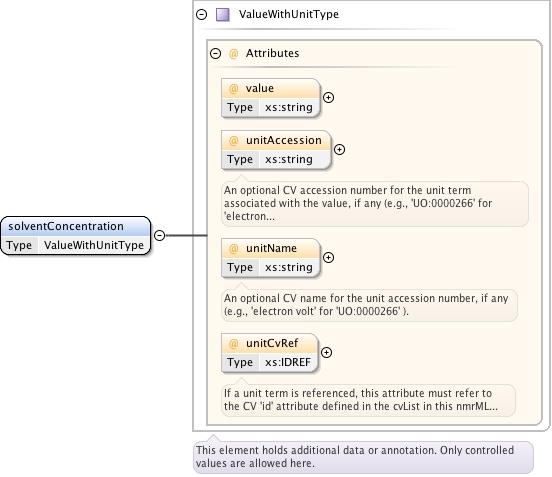 ValueWithUnitType
@ Attributes
@ value
Type xs:string
@ unitAccession
Type xs:string
An optional CV accession number for the unit term
associated with the value, if any (e.g., 'UO:0000266' for
'electron...
solventConcentration
Type ValueWithUnitType
@ unitName
Type xs:string
An optional CV name for the unit accession number, if any
(e.g., 'electron volt' for 'UO:0000266' ).
@ unitCvRef
Type xs:IDREF
If a unit term is referenced, this attribute must refer to
the CV 'id' attribute defined in the cvList in this nmrML...
This element holds additional data or annotation. Only controlled
values are allowed here.